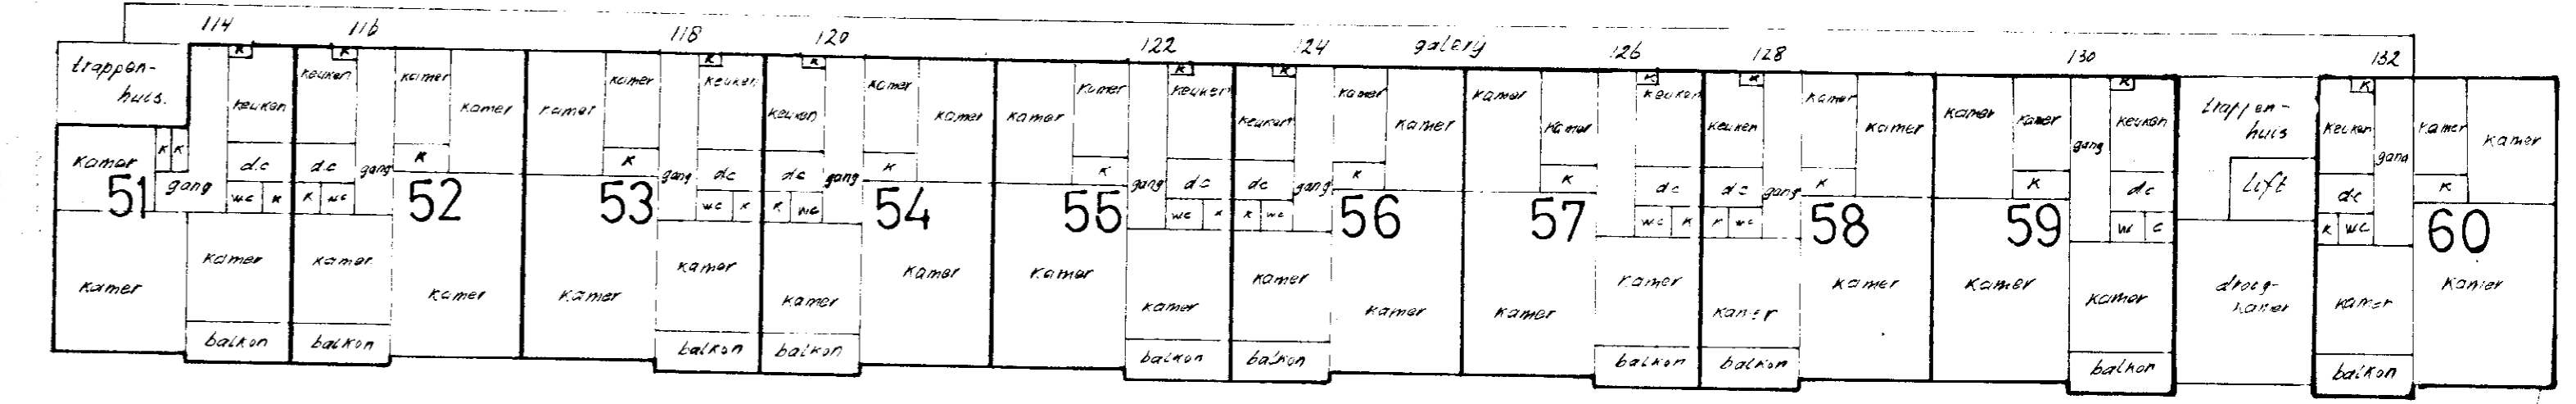 114 116 118 120 122 124 galerij 126 128 130 132
trappen-
huis.
K
keuken
kamer
K K
gang
d.c
wc K
51
kamer
kamer
balkon
K
keuken
kamer
kamer
d.c
gang
K
K wc
52
kamer
kamer
balkon
kamer
kamer
K
keuken
K
gang
dc
wc K
53
kamer
kamer
balkon
K
keuken
kamer
kamer
dc
gang
K
K wc
54
kamer
kamer
balkon
kamer
kamer
K
keuken
K
gang
dc
wc K
55
kamer
kamer
balkon
K
keuken
kamer
kamer
dc
gang
K
K wc
56
kamer
kamer
balkon
kamer
kamer
K
keuken
K
dc
wc K
57
kamer
kamer
balkon
K
keuken
kamer
kamer
dc
gang
K
K wc
58
kamer
kamer
balkon
kamer
kamer
K
keuken
gang
K
dc
w c
59
kamer
kamer
balkon
trappen-
huis
Lift
droog-
kamer
K
keuken
gang
kamer
kamer
dc
K
K wc
60
kamer
kamer
balkon